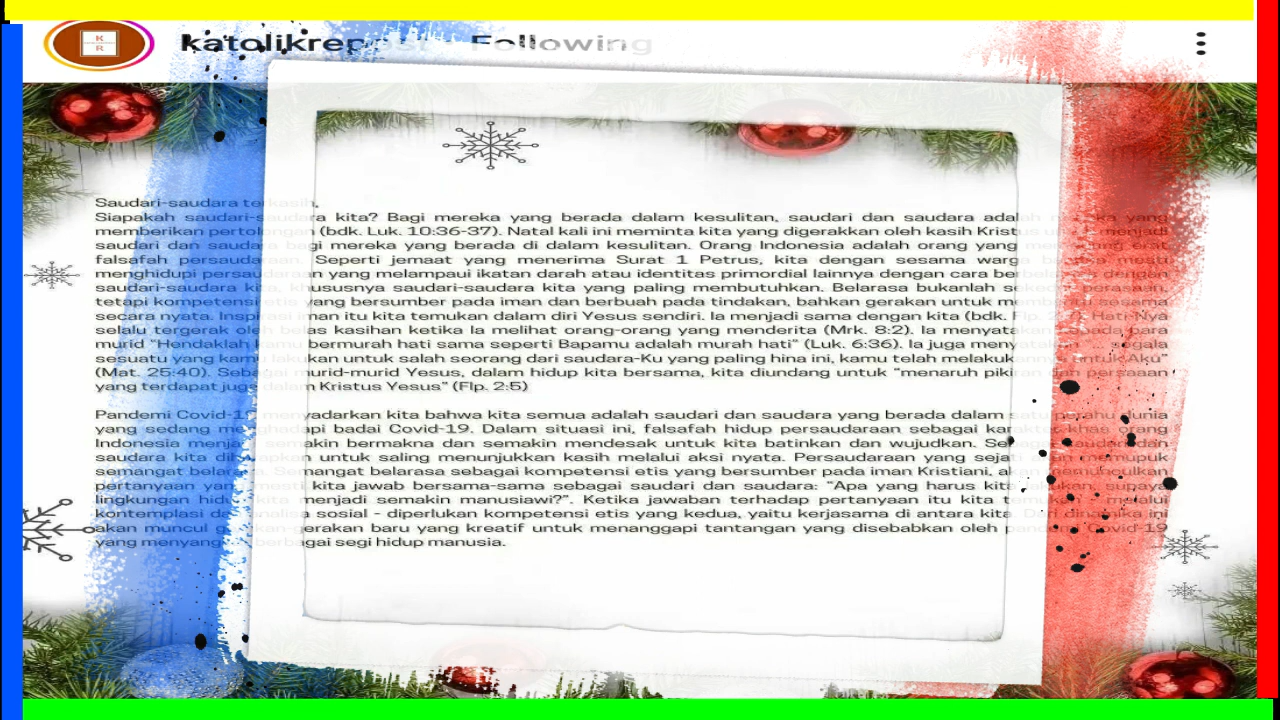 katolikrep Following
K
R
Saudari-saudara terkasih,
Siapakah saudari-saudara kita? Bagi mereka yang berada dalam kesulitan, saudari dan saudara adalah mereka yang
memberikan pertolongan (bdk. Luk. 10:36-37). Natal kali ini meminta kita yang digerakkan oleh kasih Kristus untuk menjadi
saudari dan saudara bagi mereka yang berada di dalam kesulitan. Orang Indonesia adalah orang yang erat
falsafah persaudaraan. Seperti jemaat yang menerima Surat 1 Petrus, kita dengan sesama warga bangsa mesti
menghidupi persaudaraan yang melampaui ikatan darah atau identitas primordial lainnya dengan cara berbelarasa dengan
saudari-saudara kita, khususnya saudari-saudara kita yang paling membutuhkan. Belarasa bukanlah sekedar perasaan,
tetapi kompetensi etis yang bersumber pada iman dan berbuah pada tindakan, bahkan gerakan untuk membantu sesama
secara nyata. Inspirasi iman itu kita temukan dalam diri Yesus sendiri. Ia menjadi sama dengan kita (bdk. Flp. 2:7). Hati-Nya
selalu tergerak oleh belas kasihan ketika Ia melihat orang-orang yang menderita (Mrk. 8:2). Ia menyatakan kepada para
murid "Hendaklah kamu bermurah hati sama seperti Bapamu adalah murah hati" (Luk. 6:36). Ia juga menyatakan "... segala
sesuatu yang kamu lakukan untuk salah seorang dari saudara-Ku yang paling hina ini, kamu telah melakukannya untuk Aku"
(Mat. 25:40). Sebagai murid-murid Yesus, dalam hidup kita bersama, kita diundang untuk "menaruh pikiran dan perasaan
yang terdapat juga dalam Kristus Yesus" (Flp. 2:5)
Pandemi Covid-19 menyadarkan kita bahwa kita semua adalah saudari dan saudara yang berada dalam satu perahu dunia
yang sedang menghadapi badai Covid-19. Dalam situasi ini, falsafah hidup persaudaraan sebagai karakter khas orang
Indonesia menjadi semakin bermakna dan semakin mendesak untuk kita batinkan dan wujudkan. Sebagai saudari dan
saudara kita diharapkan untuk saling menunjukkan kasih melalui aksi nyata. Persaudaraan yang sejati akan memupuk
semangat belarasa. Semangat belarasa sebagai kompetensi etis yang bersumber pada iman Kristiani, akan memunculkan
pertanyaan yang mesti kita jawab bersama-sama sebagai saudari dan saudara: "Apa yang harus kita lakukan, supaya
lingkungan hidup kita menjadi semakin manusiawi?". Ketika jawaban terhadap pertanyaan itu kita temukan - melalui
kontemplasi dan analisa sosial - diperlukan kompetensi etis yang kedua, yaitu kerjasama di antara kita. Dari dinamika ini
akan muncul gerakan-gerakan baru yang kreatif untuk menanggapi tantangan yang disebabkan oleh pandemi Covid-19
yang menyangkut berbagai segi hidup manusia.